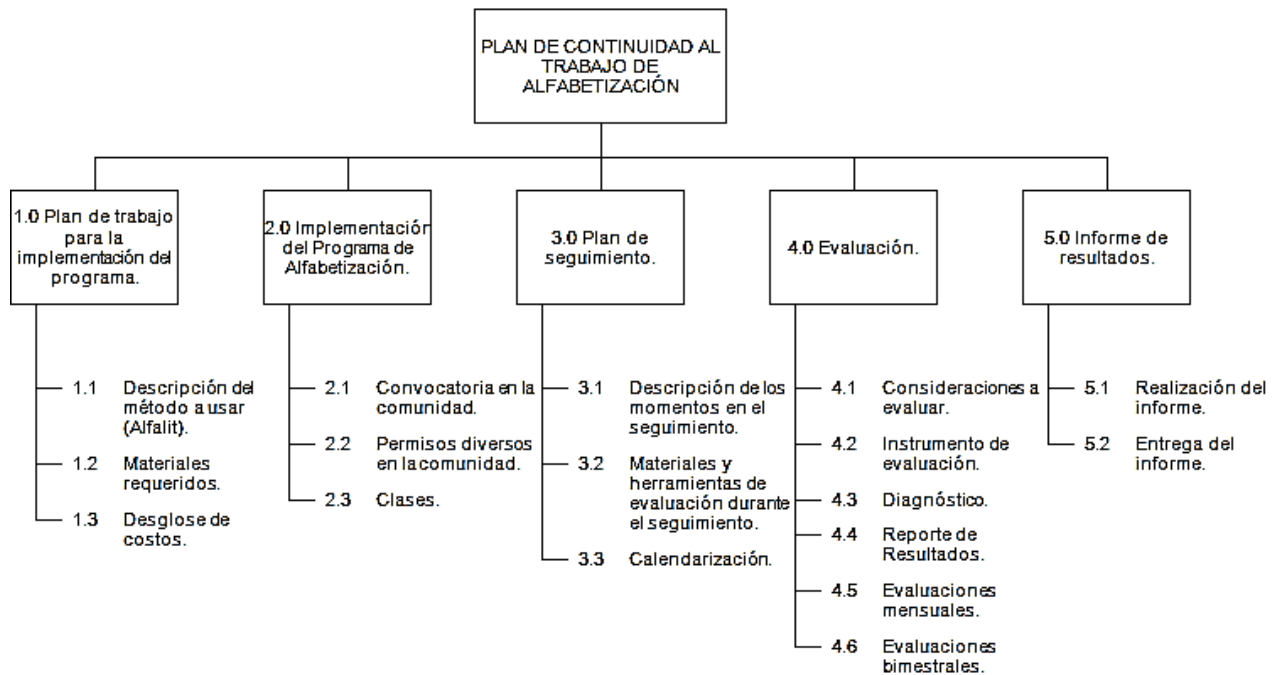 PLAN DE CONTINUIDAD AL
TRABAJO DE
ALFABETIZACIÓN
1.0 Plan de trabajo
para la
implementación del
programa.
1.1 Descripción del
método a usar
(Alfalit).
1.2 Materiales
requeridos.
1.3 Desglose de
costos.
2.0 Implementación
del Programa de
Alfabetización.
2.1 Convocatoria en la
comunidad.
2.2 Permisos diversos
en la comunidad.
2.3 Clases.
3.0 Plan de
seguimiento.
3.1 Descripción de los
momentos en el
seguimiento.
3.2 Materiales y
herramientas de
evaluación durante
el seguimiento.
3.3 Calendarización.
4.0 Evaluación.
4.1 Consideraciones a
evaluar.
4.2 Instrumento de
evaluación.
4.3 Diagnóstico.
4.4 Reporte de
Resultados.
4.5 Evaluaciones
mensuales.
4.6 Evaluaciones
bimestrales.
5.0 Informe de
resultados.
5.1 Realización del
informe.
5.2 Entrega del
informe.